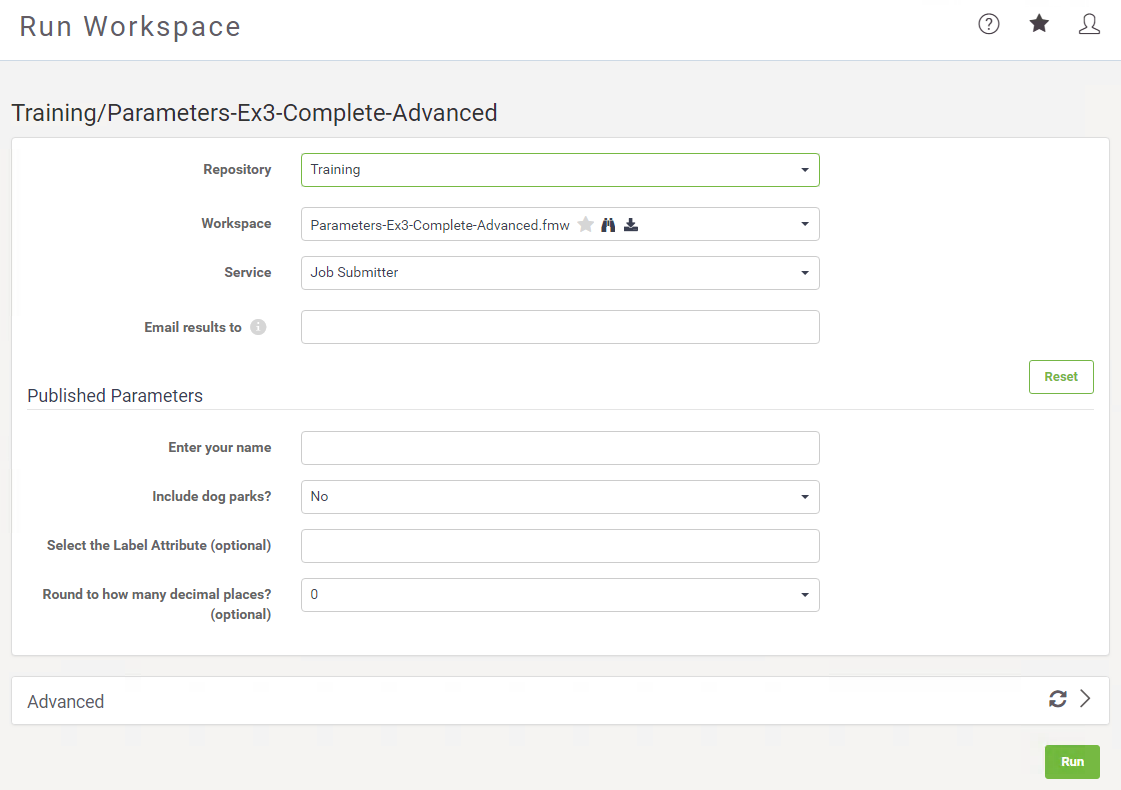 Run Workspace
Training/Parameters-Ex3-Complete-Advanced
Repository Training
Workspace Parameters-Ex3-Complete-Advanced.fmw
Service Job Submitter
Email results to
Reset
Published Parameters
Enter your name
Include dog parks? No
Select the Label Attribute (optional)
Round to how many decimal places? 0
(optional)
Advanced
Run